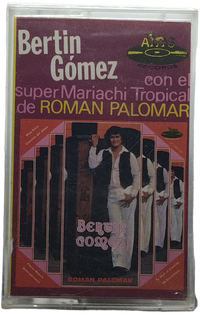 Bertin
Gómez
con el
super Mariachi Tropical
de ROMAN PALOMAR
BERTIN
GOMEZ
ROMAN PALOMAR